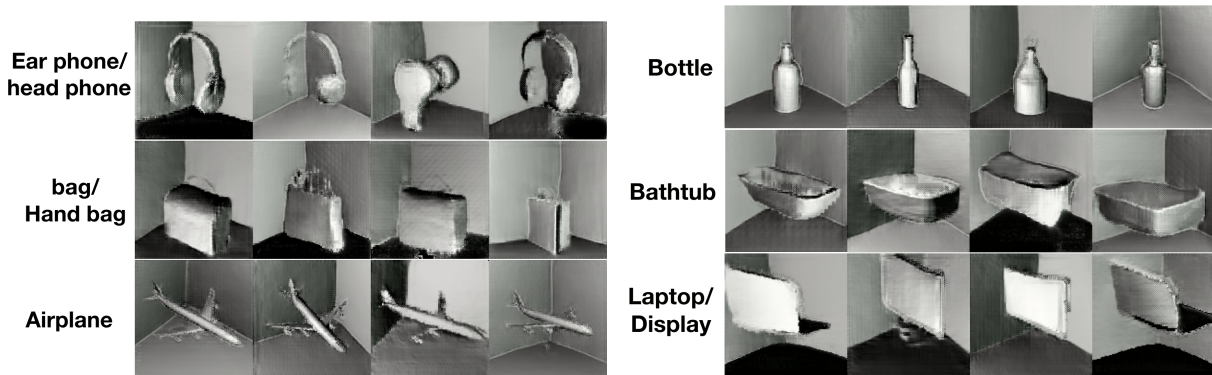 Ear phone/
head phone
bag/
Hand bag
Airplane
Bottle
Bathtub
Laptop/
Display